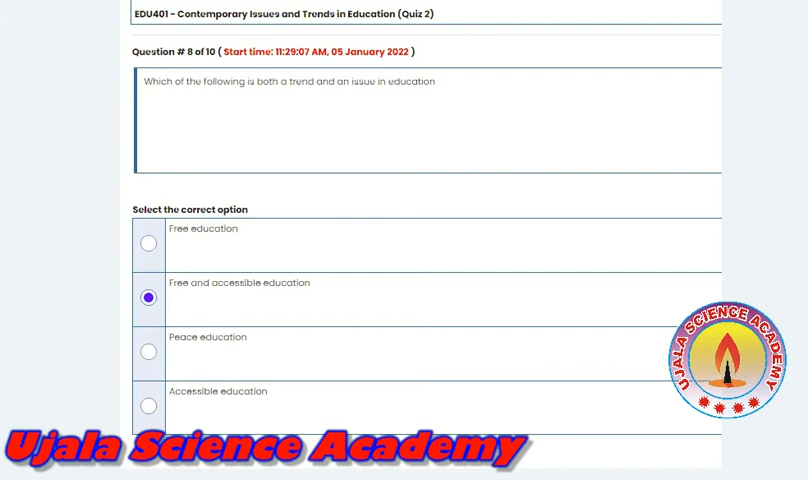 EDU401 - Contemporary Issues and Trends in Education (Quiz 2)
Question # 8 of 10 ( Start time: 11:29:07 AM, 05 January 2022 )
Which of the following is both a trend and an issue in education
Select the correct option
Free education
Free and accessible education
Peace education
Accessible education
UJALA SCIENCE ACADEMY
Ujala Science Academy